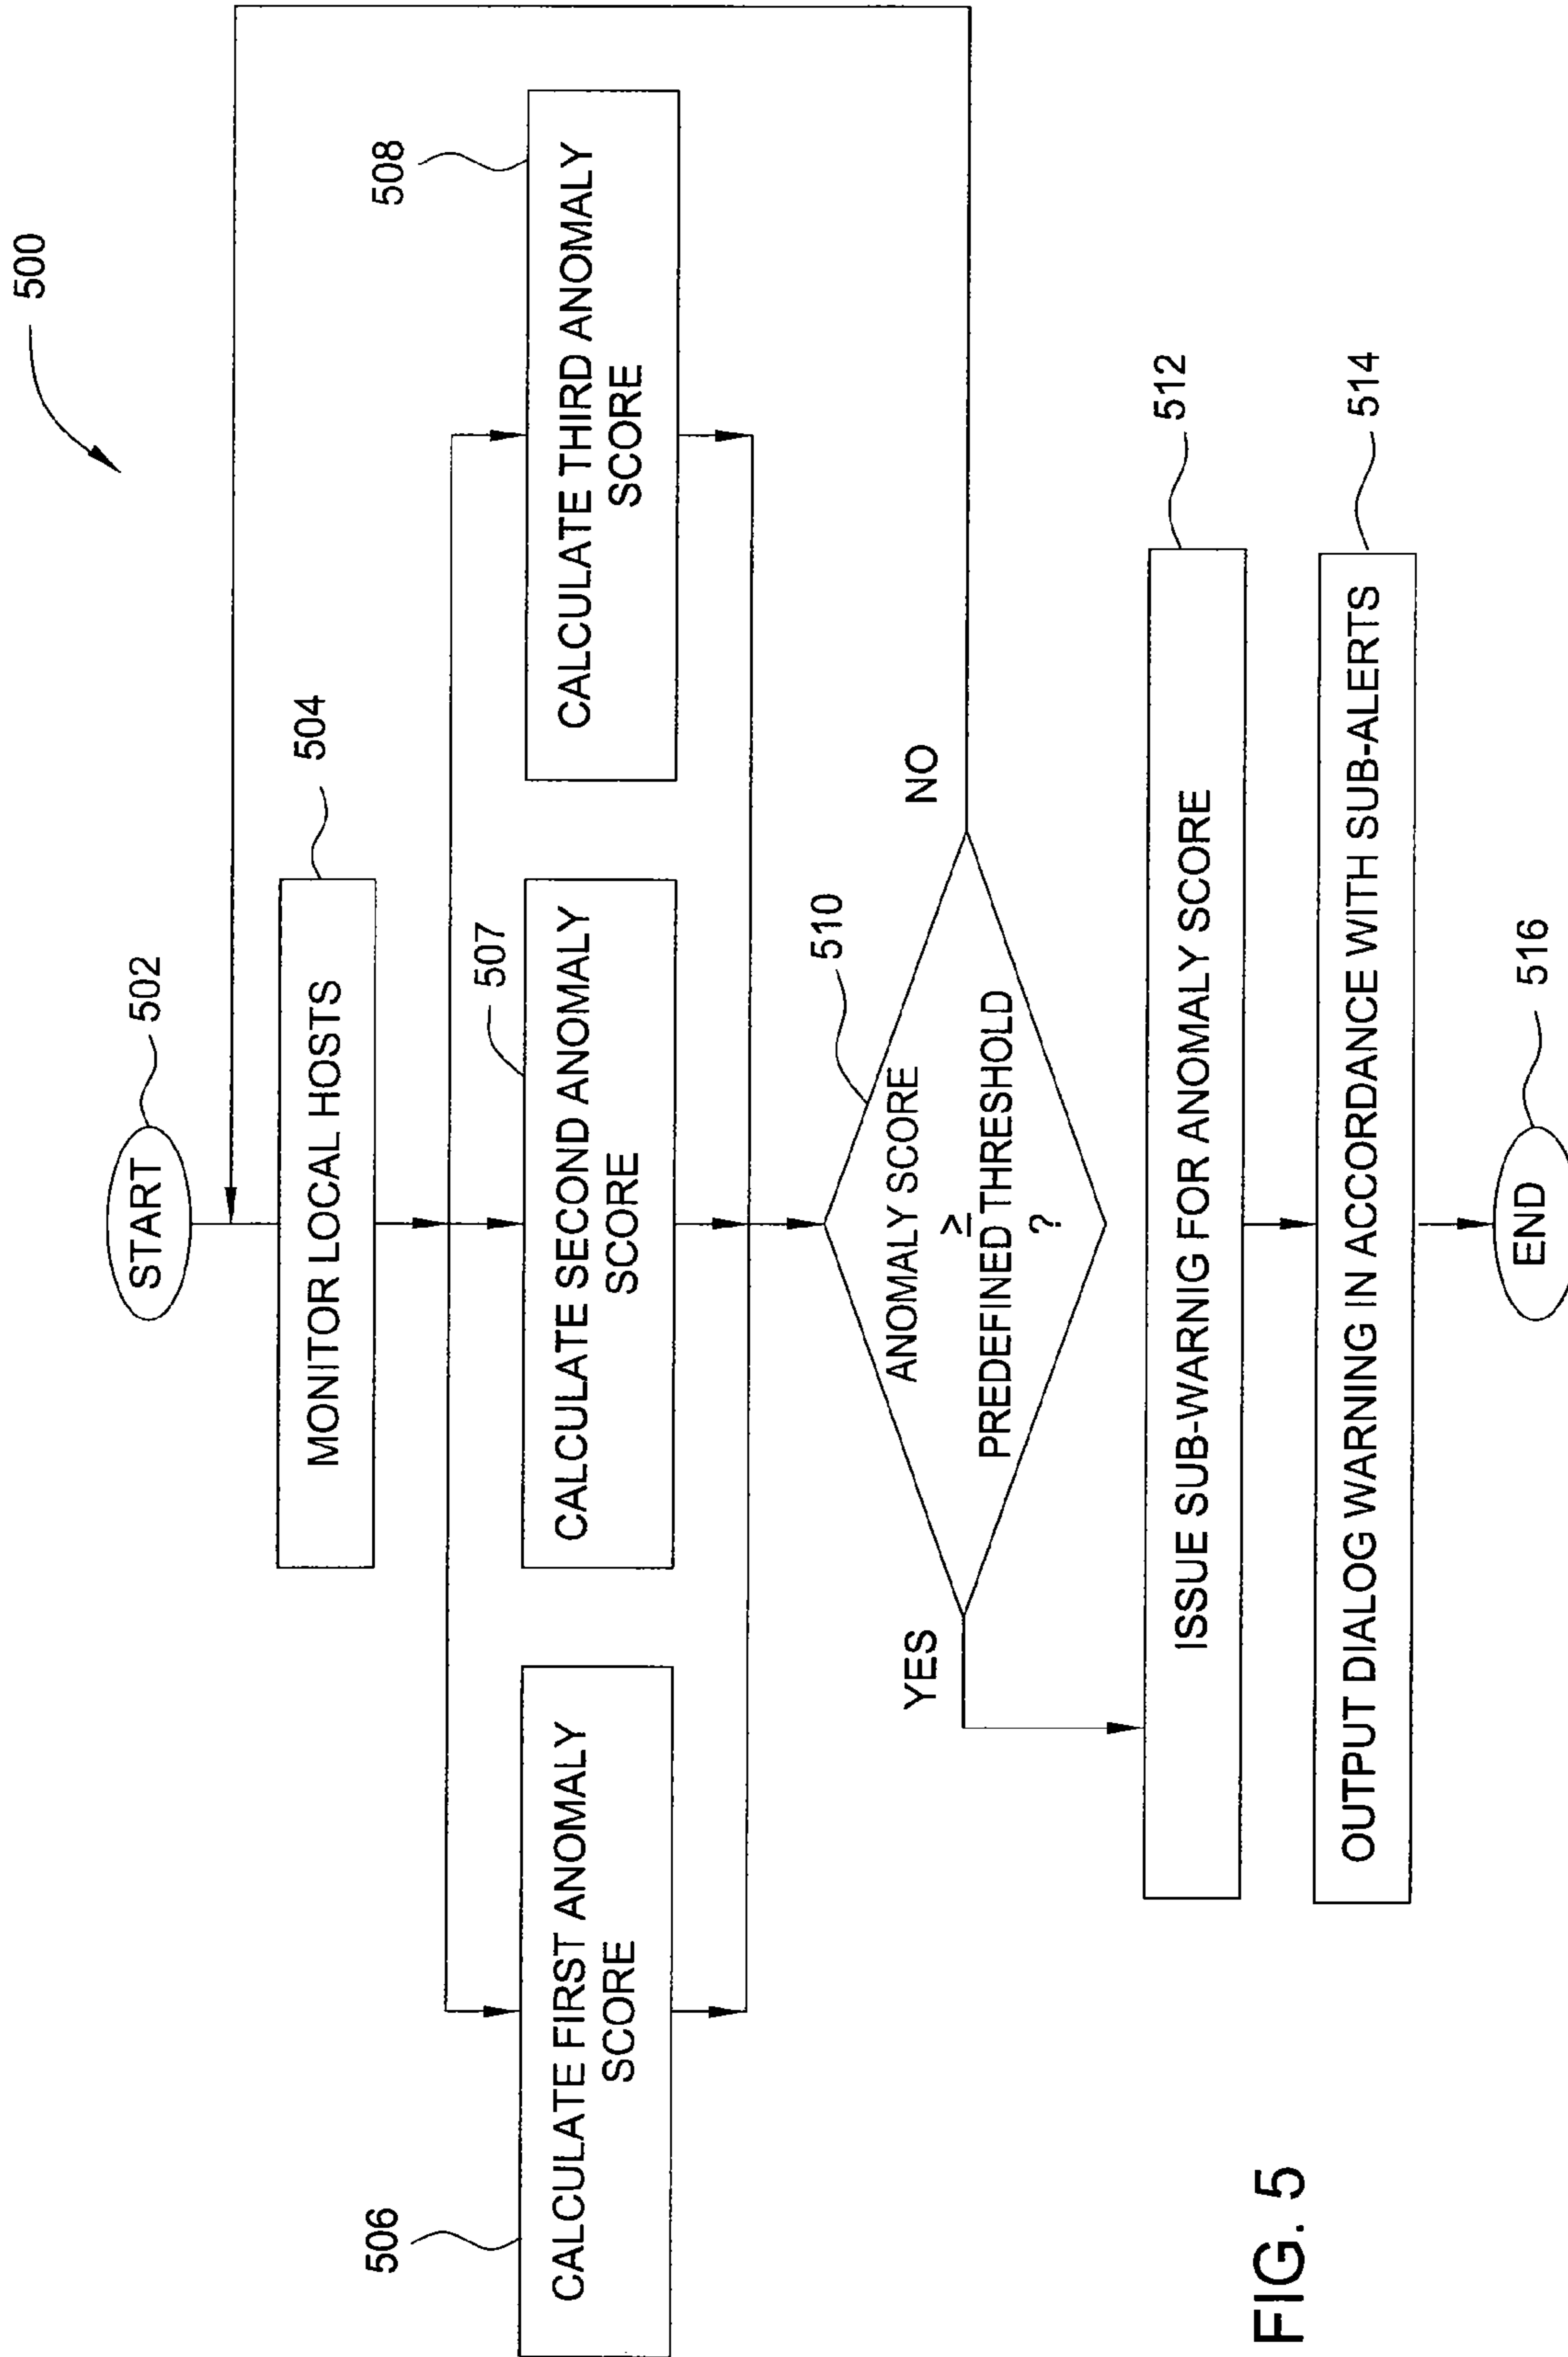 500
START
502
MONITOR LOCAL HOSTS
504
506
CALCULATE FIRST ANOMALY
SCORE
507
CALCULATE SECOND ANOMALY
SCORE
508
CALCULATE THIRD ANOMALY
SCORE
510
ANOMALY SCORE
≥
PREDEFINED THRESHOLD
?
YES
NO
ISSUE SUB-WARNIG FOR ANOMALY SCORE
512
OUTPUT DIALOG WARNING IN ACCORDANCE WITH SUB-ALERTS
514
END
516
FIG. 5